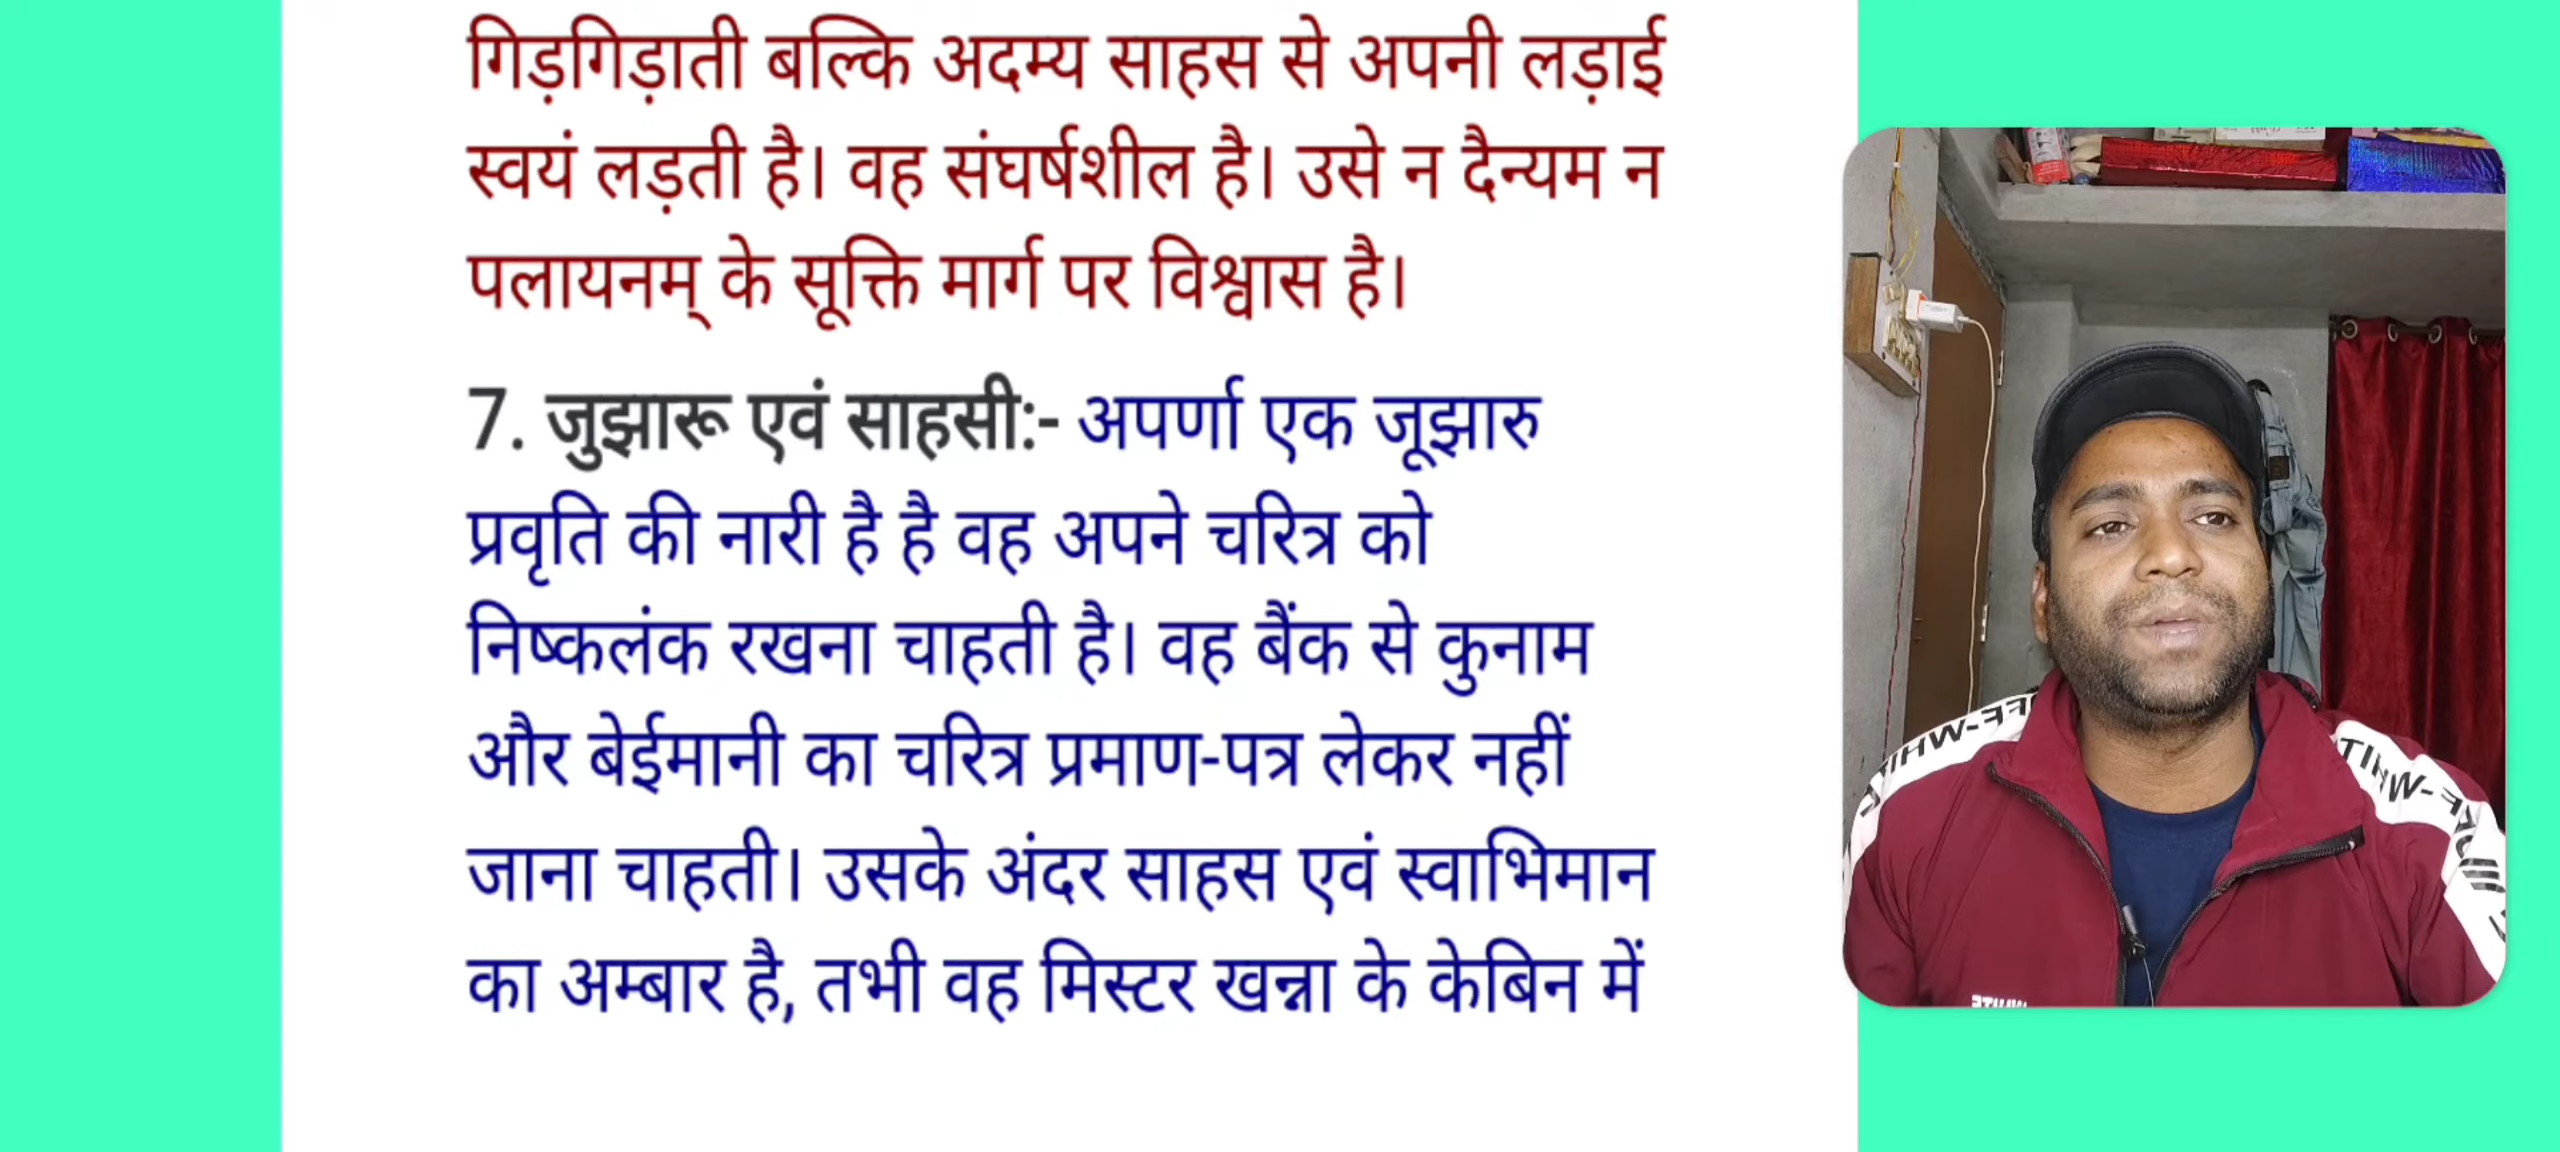 गिड़गिड़ाती बल्कि अदम्य साहस से अपनी लड़ाई
स्वयं लड़ती है। वह संघर्षशील है। उसे न दैन्यम न
पलायनम् के सूक्ति मार्ग पर विश्वास है।
7. जुझारू एवं साहसी:- अपर्णा एक जूझारु
प्रवृति की नारी है है वह अपने चरित्र को
निष्कलंक रखना चाहती है। वह बैंक से कुनाम
और बेईमानी का चरित्र प्रमाण-पत्र लेकर नहीं
जाना चाहती। उसके अंदर साहस एवं स्वाभिमान
का अम्बार है, तभी वह मिस्टर खन्ना के केबिन में